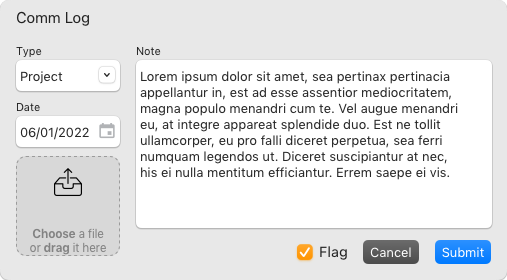 Comm Log
Type
Project
Date
06/01/2022
Choose a file
or drag it here
Note
Lorem ipsum dolor sit amet, sea pertinax pertinacia
appellantur in, est ad esse assentior mediocritatem,
magna populo menandri cum te. Vel augue menandri
eu, at integre appareat splendide duo. Est ne tollit
ullamcorper, eu pro falli diceret perpetua, sea ferri
numquam legendos ut. Diceret suscipiantur at nec,
his ei nulla mentitum efficiantur. Errem saepe ei vis.
Flag
Cancel
Submit